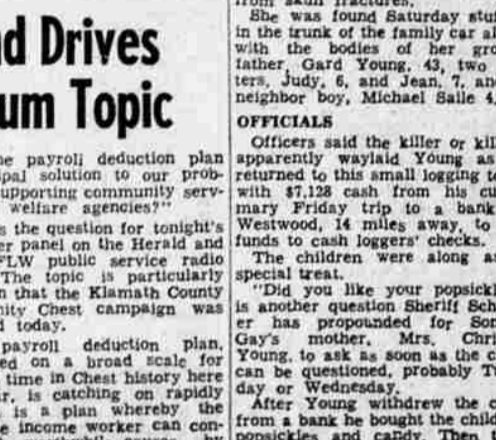 d Drives
um Topic
e payroll deduction plan
ipal solution to our prob-
upporting community serv-
welfare agencies?"
s the question for tonight's
er panel on the Herald and
FLW public service radio
The topic is particularly
n that the Klamath County
nity Chest campaign was
d today.
payroll deduction plan,
ed on a broad scale for
time in Chest history here
r, is catching on rapidly
is a plan whereby the
e income worker can con-
from skull fractures.
She was found Saturday stu
in the trunk of the family car al
with the bodies of her gr
father Gard Young, 43, two
ters, Judy, 6, and Jean, 7, an
neighbor boy, Michael Saile 4.
OFFICIALS
Officers said the killer or kil
apparently waylaid Young as
returned to this small logging t
with $7,128 cash from his cu
mary Friday trip to a bank
Westwood, 14 miles away, to
funds to cash loggers' checks.
The children were along as
special treat.
"Did you like your popsickl
is another question Sheriff Sch
er has propounded for Son
Gay's mother, Mrs. Chri
Young, to ask as soon as the c
can be questioned, probably Tu
day or Wednesday.
After Young withdrew the c
from a bank he bought the child
popsickles and candy. Then